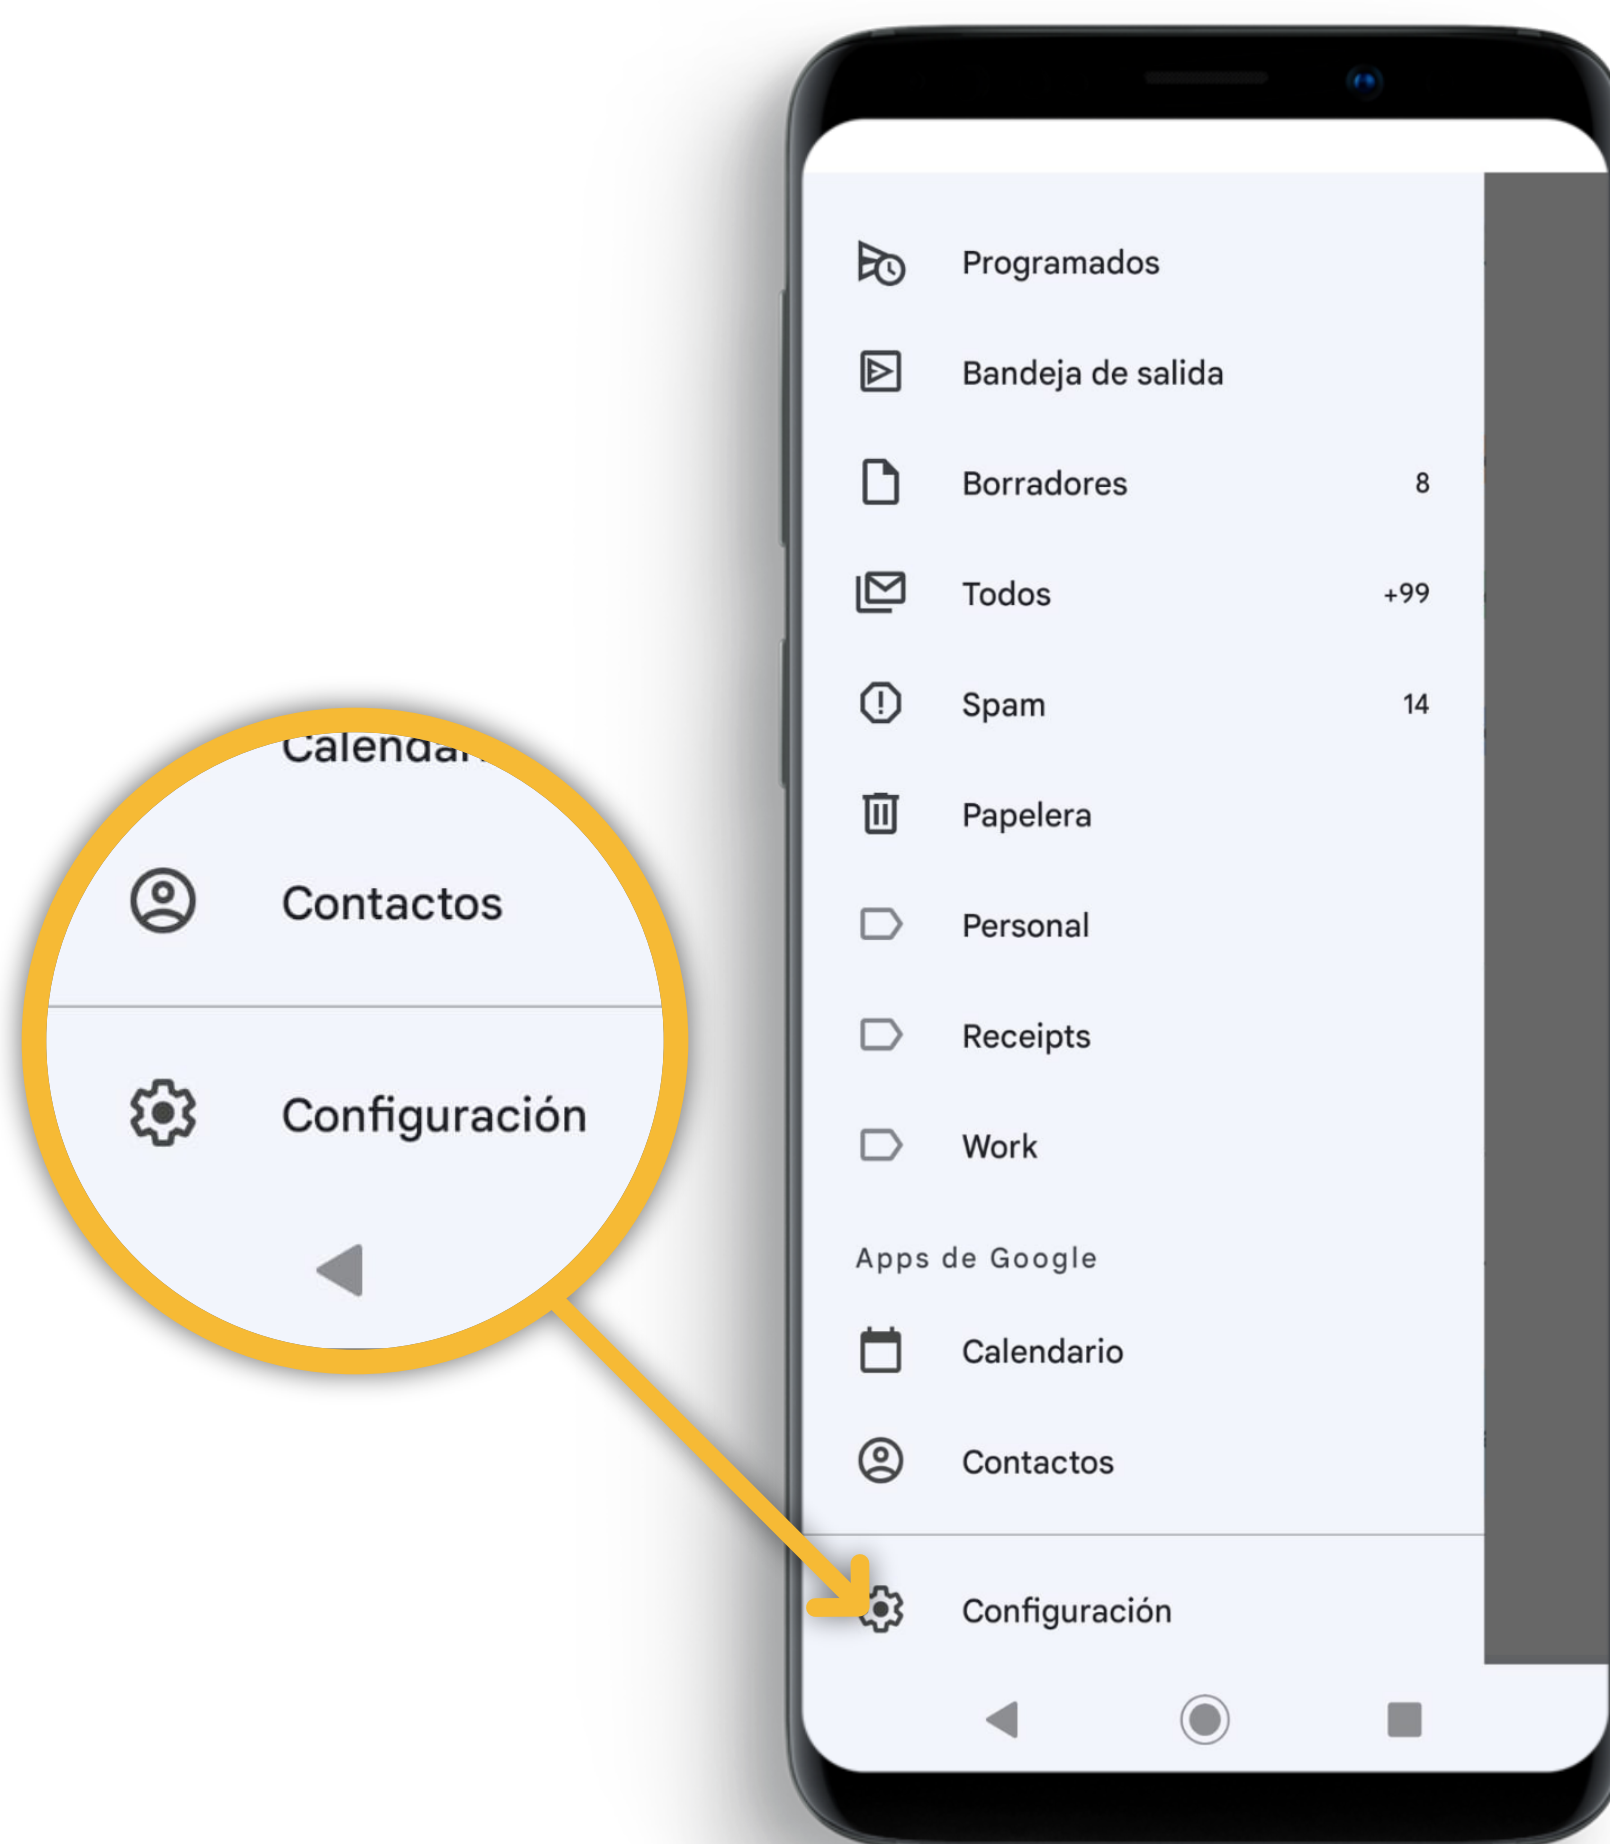 Programados
Bandeja de salida
Borradores 8
Todos +99
Spam 14
Papelera
Personal
Receipts
Work
Apps de Google
Calendario
Contactos
Configuración
Contactos
Configuración